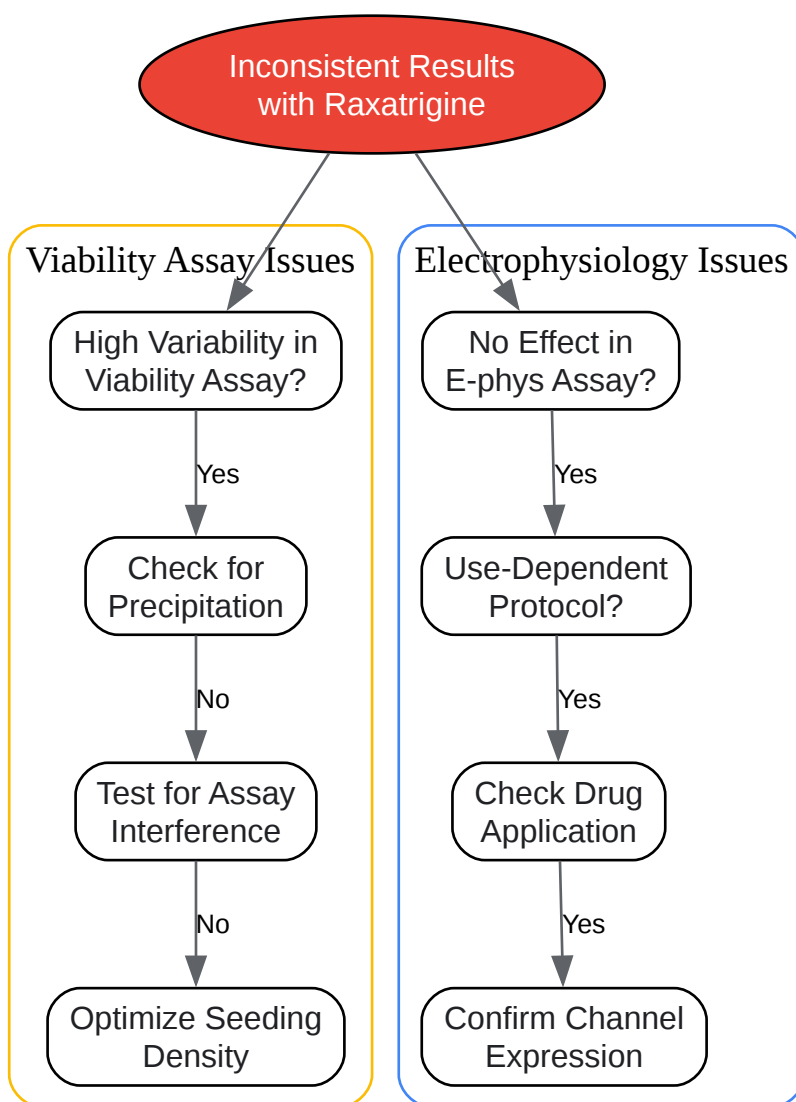 Inconsistent Results
with Raxatrigine
Viability Assay Issues
High Variability in
Viability Assay?
Yes
Check for
Precipitation
No
Test for Assay
Interference
No
Optimize Seeding
Density
Electrophysiology Issues
No Effect in
E-phys Assay?
Yes
Use-Dependent
Protocol?
Yes
Check Drug
Application
Yes
Confirm Channel
Expression